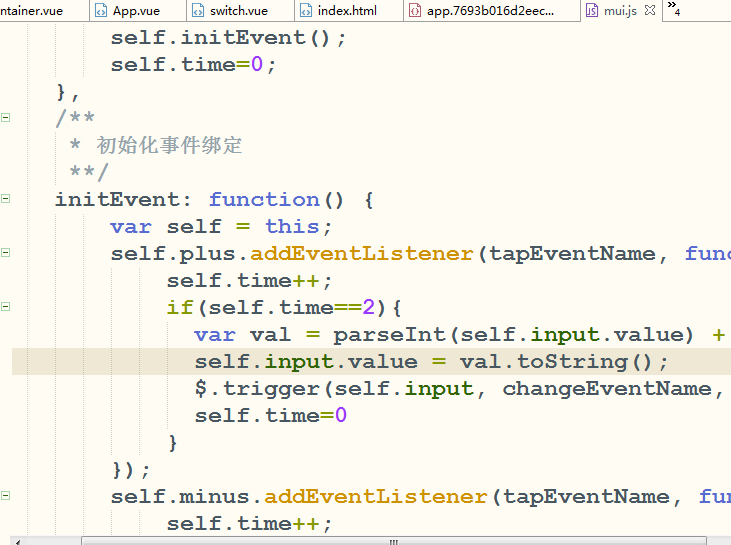 ntainer.vue App.vue switch.vue index.html app.7693b016d2eec... mui.js » 4
self.initEvent();
self.time=0;
},
/**
* 初始化事件绑定
**/
initEvent: function() {
var self = this;
self.plus.addEventListener(tapEventName, func
self.time++;
if(self.time==2){
var val = parseInt(self.input.value) +
self.input.value = val.toString();
$.trigger(self.input, changeEventName,
self.time=0
}
});
self.minus.addEventListener(tapEventName, fun
self.time++;